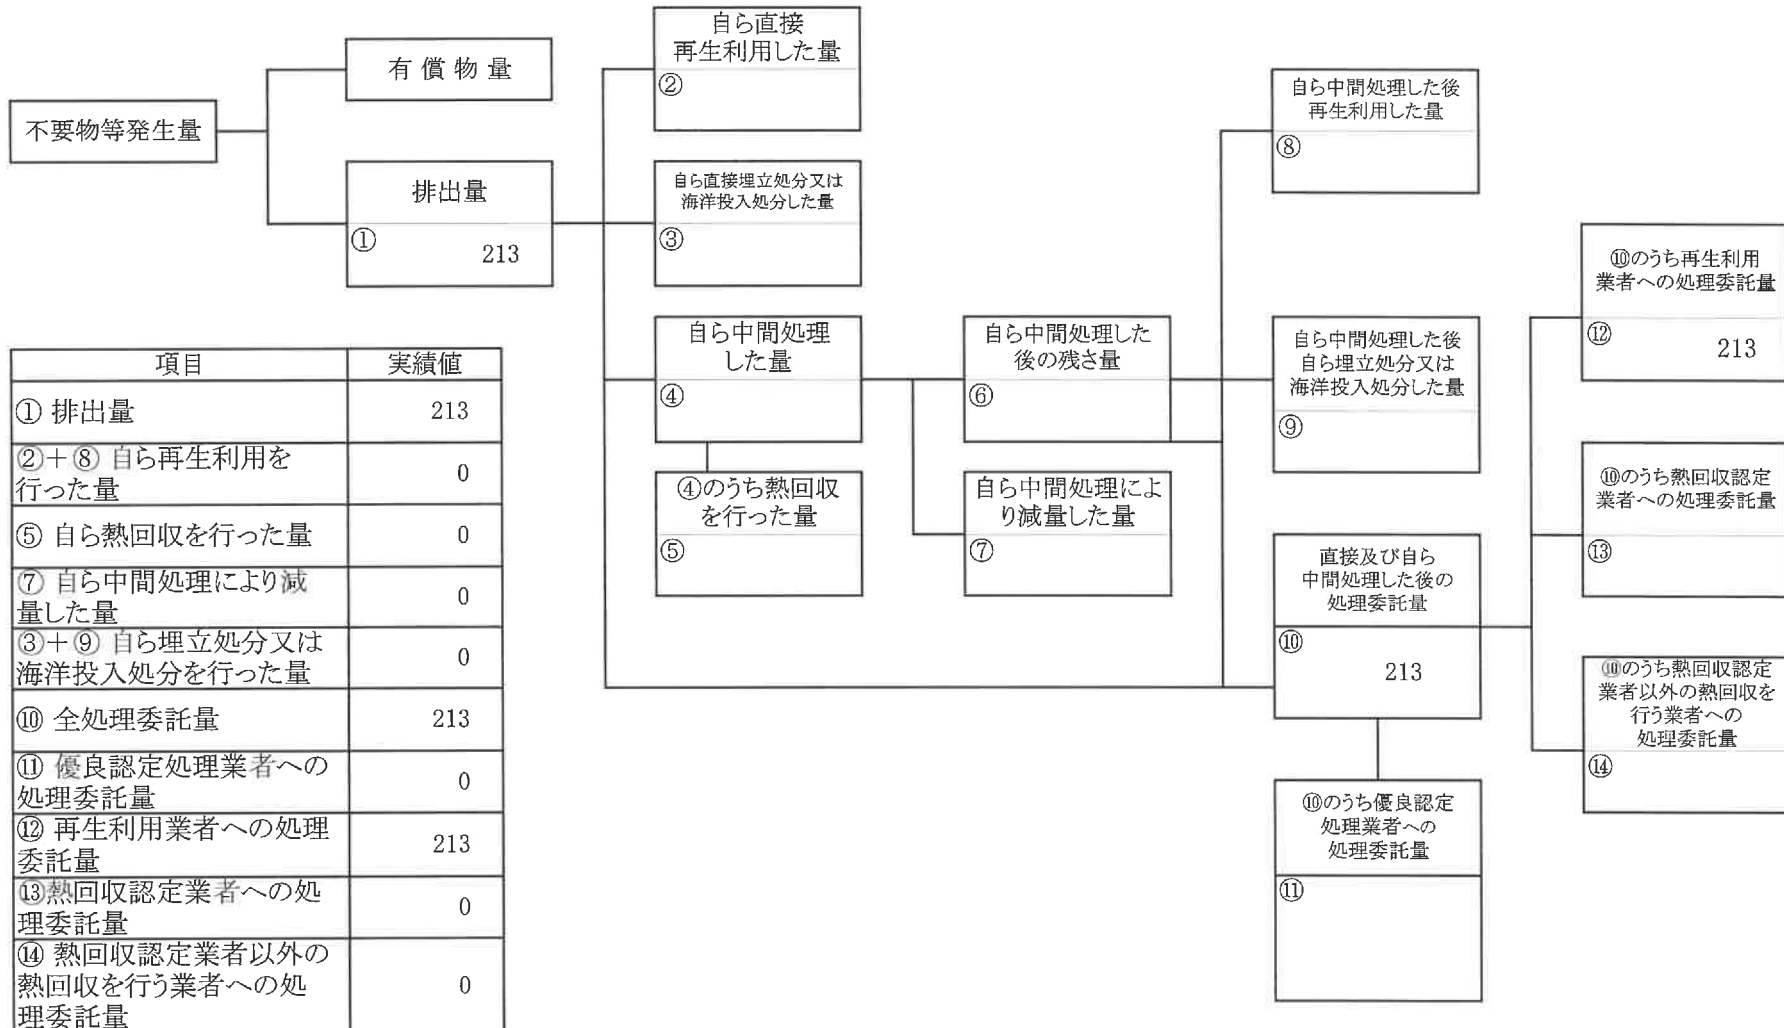 不要物等発生量
有償物量
排出量
①
213
自ら直接
再生利用した量
②
自ら直接埋立処分又は
海洋投入処分した量
③
自ら中間処理
した量
④
④のうち熱回収
を行った量
⑤
自ら中間処理した
後の残さ量
⑥
自ら中間処理によ
り減量した量
⑦
自ら中間処理した後
再生利用した量
⑧
自ら中間処理した後
自ら埋立処分又は
海洋投入処分した量
⑨
直接及び自ら
中間処理した後の
処理委託量
⑩
213
⑩のうち優良認定
処理業者への
処理委託量
⑪
⑩のうち再生利用
業者への処理委託量
⑫
213
⑩のうち熱回収認定
業者への処理委託量
⑬
⑩のうち熱回収認定
業者以外の熱回収を
行う業者への
処理委託量
⑭
項目 実績値
① 排出量 213
②+⑧ 自ら再生利用を
行った量 0
⑤ 自ら熱回収を行った量 0
⑦ 自ら中間処理により減
量した量 0
③+⑨ 自ら埋立処分又は
海洋投入処分を行った量 0
⑩ 全処理委託量 213
⑪ 優良認定処理業者への
処理委託量 0
⑫ 再生利用業者への処理
委託量 213
⑬熱回収認定業者への処
理委託量 0
⑭ 熱回収認定業者以外の
熱回収を行う業者への処
理委託量 0